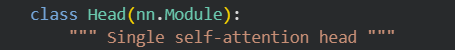 class Head(nn.Module):
    """ Single self-attention head """